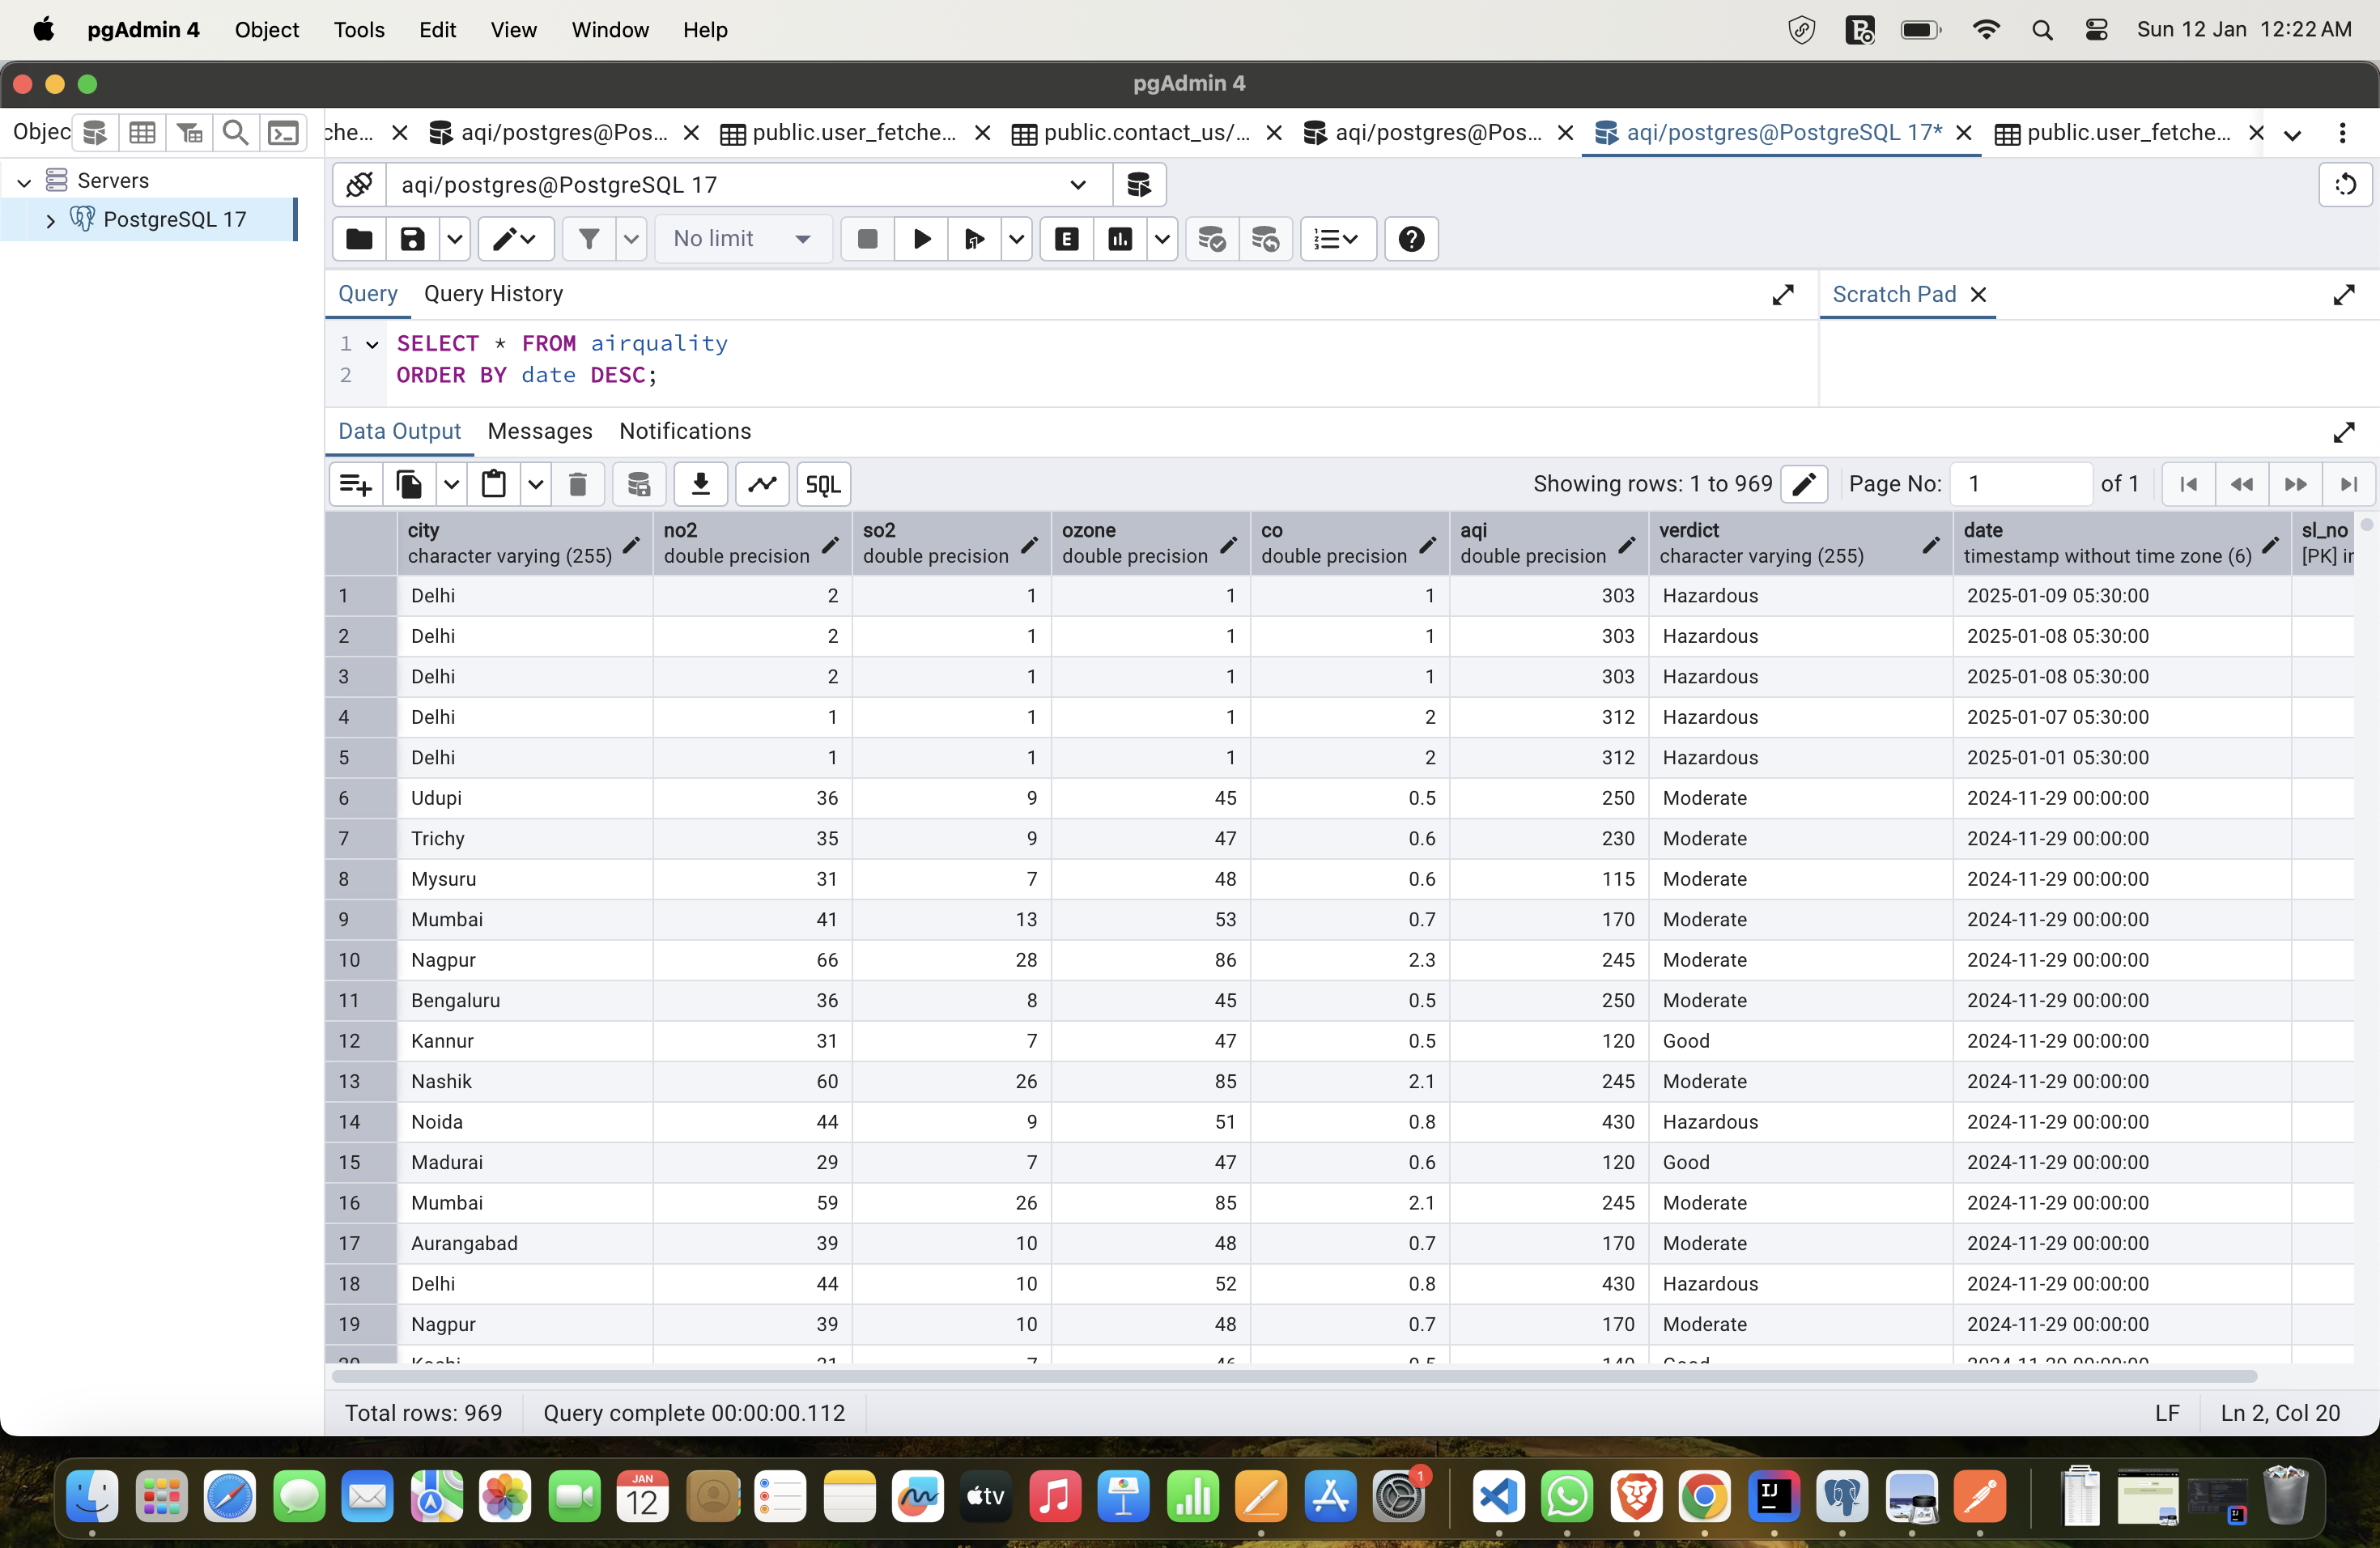 pgAdmin 4 Object Tools Edit View Window Help Sun 12 Jan 12:22 AM
pgAdmin 4
Objec che... aqi/postgres@Pos... public.user_fetche... public.contact_us/... aqi/postgres@Pos... aqi/postgres@PostgreSQL 17* public.user_fetche...
Servers
PostgreSQL 17
aqi/postgres@PostgreSQL 17
No limit E
Query Query History Scratch Pad
1 SELECT * FROM airquality
2 ORDER BY date DESC;
Data Output Messages Notifications
SQL Showing rows: 1 to 969 Page No: 1 of 1
city no2 so2 ozone co aqi verdict date sl_no
character varying (255) double precision double precision double precision double precision double precision character varying (255) timestamp without time zone (6) [PK] ir
1 Delhi 2 1 1 1 303 Hazardous 2025-01-09 05:30:00
2 Delhi 2 1 1 1 303 Hazardous 2025-01-08 05:30:00
3 Delhi 2 1 1 1 303 Hazardous 2025-01-08 05:30:00
4 Delhi 1 1 1 2 312 Hazardous 2025-01-07 05:30:00
5 Delhi 1 1 1 2 312 Hazardous 2025-01-01 05:30:00
6 Udupi 36 9 45 0.5 250 Moderate 2024-11-29 00:00:00
7 Trichy 35 9 47 0.6 230 Moderate 2024-11-29 00:00:00
8 Mysuru 31 7 48 0.6 115 Moderate 2024-11-29 00:00:00
9 Mumbai 41 13 53 0.7 170 Moderate 2024-11-29 00:00:00
10 Nagpur 66 28 86 2.3 245 Moderate 2024-11-29 00:00:00
11 Bengaluru 36 8 45 0.5 250 Moderate 2024-11-29 00:00:00
12 Kannur 31 7 47 0.5 120 Good 2024-11-29 00:00:00
13 Nashik 60 26 85 2.1 245 Moderate 2024-11-29 00:00:00
14 Noida 44 9 51 0.8 430 Hazardous 2024-11-29 00:00:00
15 Madurai 29 7 47 0.6 120 Good 2024-11-29 00:00:00
16 Mumbai 59 26 85 2.1 245 Moderate 2024-11-29 00:00:00
17 Aurangabad 39 10 48 0.7 170 Moderate 2024-11-29 00:00:00
18 Delhi 44 10 52 0.8 430 Hazardous 2024-11-29 00:00:00
19 Nagpur 39 10 48 0.7 170 Moderate 2024-11-29 00:00:00
Total rows: 969 Query complete 00:00:00.112 LF Ln 2, Col 20
JAN
12
tv
1
IJ